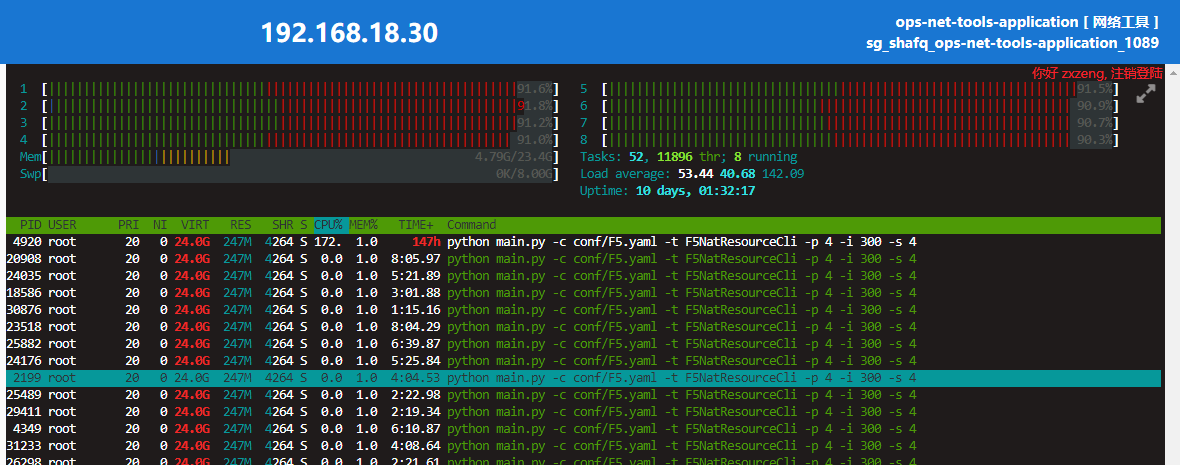 192.168.18.30
ops-net-tools-application [ 网络工具 ]
sg_shafq_ops-net-tools-application_1089
你好 zxzeng, 注销登陆
1 [||||||||||||||||||||||||||||||||||||||||||||||||||||||||||||||||||91.6%] 5 [||||||||||||||||||||||||||||||||||||||||||||||||||||||||||||||||||91.5%]
2 [||||||||||||||||||||||||||||||||||||||||||||||||||||||||||||||||||91.8%] 6 [||||||||||||||||||||||||||||||||||||||||||||||||||||||||||||||||||90.9%]
3 [||||||||||||||||||||||||||||||||||||||||||||||||||||||||||||||||||91.2%] 7 [||||||||||||||||||||||||||||||||||||||||||||||||||||||||||||||||||90.7%]
4 [||||||||||||||||||||||||||||||||||||||||||||||||||||||||||||||||||91.0%] 8 [||||||||||||||||||||||||||||||||||||||||||||||||||||||||||||||||||90.3%]
Mem[||||||||||||||||||||||||||4.79G/23.4G] Tasks: 52, 11896 thr; 8 running
Swp[0K/8.00G] Load average: 53.44 40.68 142.09
Uptime: 10 days, 01:32:17
PID USER PRI NI VIRT RES SHR S CPU% MEM% TIME+ Command
4920 root 20 0 24.0G 247M 4264 S 172. 1.0 147h python main.py -c conf/F5.yaml -t F5NatResourceCli -p 4 -i 300 -s 4
20908 root 20 0 24.0G 247M 4264 S 0.0 1.0 8:05.97 python main.py -c conf/F5.yaml -t F5NatResourceCli -p 4 -i 300 -s 4
24035 root 20 0 24.0G 247M 4264 S 0.0 1.0 5:21.89 python main.py -c conf/F5.yaml -t F5NatResourceCli -p 4 -i 300 -s 4
18586 root 20 0 24.0G 247M 4264 S 0.0 1.0 3:01.88 python main.py -c conf/F5.yaml -t F5NatResourceCli -p 4 -i 300 -s 4
30876 root 20 0 24.0G 247M 4264 S 0.0 1.0 1:15.16 python main.py -c conf/F5.yaml -t F5NatResourceCli -p 4 -i 300 -s 4
23518 root 20 0 24.0G 247M 4264 S 0.0 1.0 8:04.29 python main.py -c conf/F5.yaml -t F5NatResourceCli -p 4 -i 300 -s 4
25882 root 20 0 24.0G 247M 4264 S 0.0 1.0 6:39.87 python main.py -c conf/F5.yaml -t F5NatResourceCli -p 4 -i 300 -s 4
24176 root 20 0 24.0G 247M 4264 S 0.0 1.0 5:25.84 python main.py -c conf/F5.yaml -t F5NatResourceCli -p 4 -i 300 -s 4
2199 root 20 0 24.0G 247M 4264 S 0.0 1.0 4:04.53 python main.py -c conf/F5.yaml -t F5NatResourceCli -p 4 -i 300 -s 4
25489 root 20 0 24.0G 247M 4264 S 0.0 1.0 2:22.98 python main.py -c conf/F5.yaml -t F5NatResourceCli -p 4 -i 300 -s 4
29411 root 20 0 24.0G 247M 4264 S 0.0 1.0 2:19.34 python main.py -c conf/F5.yaml -t F5NatResourceCli -p 4 -i 300 -s 4
4349 root 20 0 24.0G 247M 4264 S 0.0 1.0 6:10.87 python main.py -c conf/F5.yaml -t F5NatResourceCli -p 4 -i 300 -s 4
31233 root 20 0 24.0G 247M 4264 S 0.0 1.0 4:08.64 python main.py -c conf/F5.yaml -t F5NatResourceCli -p 4 -i 300 -s 4
26298 root 20 0 24.0G 247M 4264 S 0.0 1.0 2:21.61 python main.py -c conf/F5.yaml -t F5NatResourceCli -p 4 -i 300 -s 4